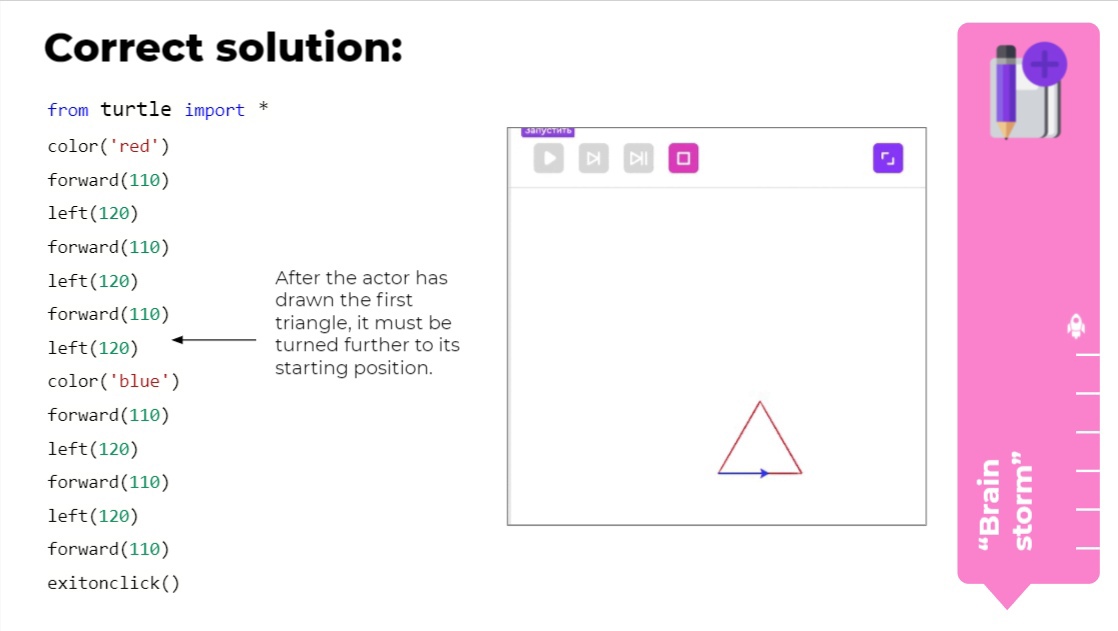 Correct solution:
from turtle import *
color('red')
forward(110)
left(120)
forward(110)
left(120)
forward(110)
left(120)
color('blue')
forward(110)
left(120)
forward(110)
left(120)
forward(110)
exitonclick()
After the actor has
drawn the first
triangle, it must be
turned further to its
starting position.
Запустить
“Brain
storm”